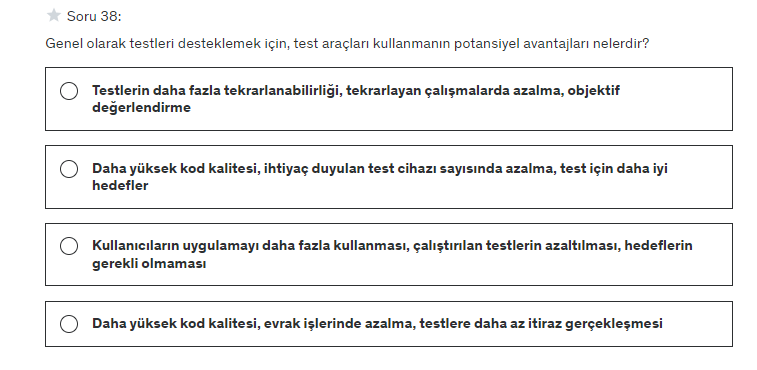 Soru 38:
Genel olarak testleri desteklemek için, test araçları kullanmanın potansiyel avantajları nelerdir?
Testlerin daha fazla tekrarlanabilirliği, tekrarlayan çalışmalarda azalma, objektif
değerlendirme
Daha yüksek kod kalitesi, ihtiyaç duyulan test cihazı sayısında azalma, test için daha iyi
hedefler
Kullanıcıların uygulamayı daha fazla kullanması, çalıştırılan testlerin azaltılması, hedeflerin
gerekli olmaması
Daha yüksek kod kalitesi, evrak işlerinde azalma, testlere daha az itiraz gerçekleşmesi